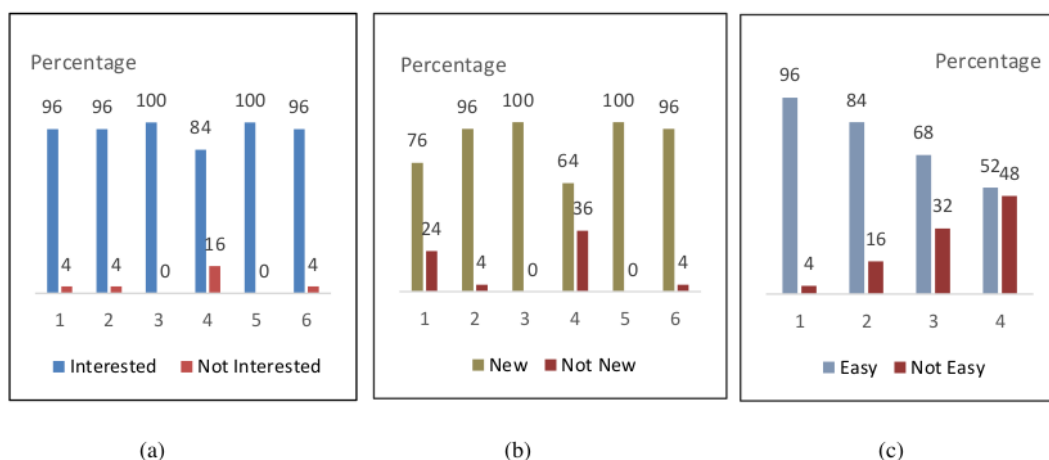 Percentage
96 96 100 84 100 96
4 4 0 16 0 4
1 2 3 4 5 6
Interested Not Interested
(a)
Percentage
76 96 100 64 100 96
24 4 0 36 0 4
1 2 3 4 5 6
New Not New
(b)
Percentage
96 84 68 52
4 16 32 48
1 2 3 4
Easy Not Easy
(c)